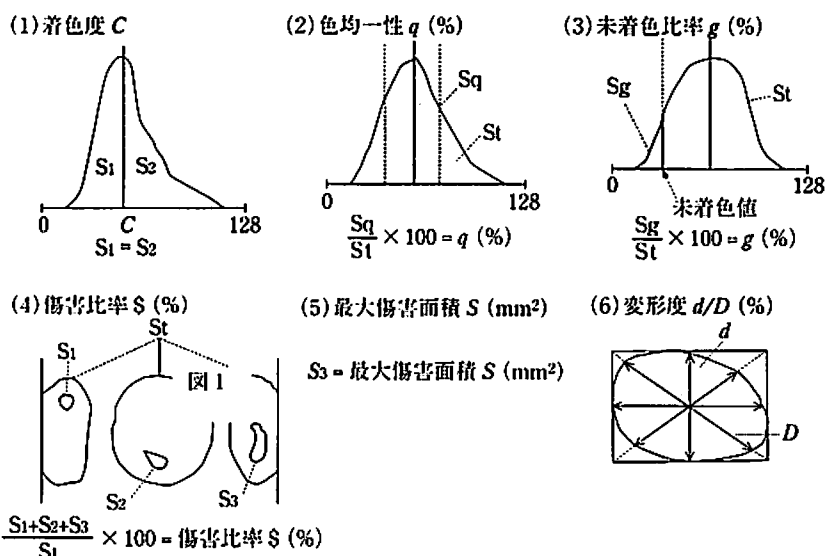 (1)着色度 C
S1
S2
0
C
128
S1 = S2
(2)色均一性 q (%)
Sq
St
0
128
Sq/St × 100 = q (%)
(3)未着色比率 g (%)
Sg
St
0
128
未着色値
Sg/St × 100 = g (%)
(4)傷害比率 $ (%)
St
S1
図1
S2
S3
S1+S2+S3/S1 × 100 = 傷害比率 $ (%)
(5)最大傷害面積 S (mm²)
S3 = 最大傷害面積 S (mm²)
(6)変形度 d/D (%)
d
D